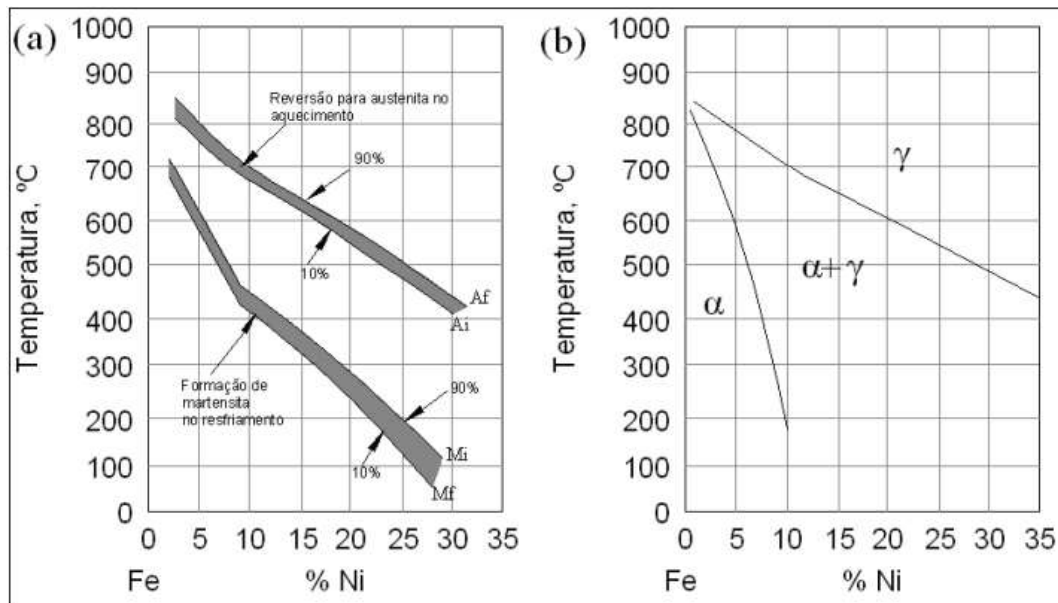 (a)
1000
900
800
700
600
500
400
300
200
100
0
Temperatura, ºC
Reversão para austenita no
aquecimento
90%
10%
Af
Ai
Formação de
martensita
no resfriamento
90%
10%
Mi
Mf
0 5 10 15 20 25 30 35
Fe % Ni
(b)
1000
900
800
700
600
500
400
300
200
100
0
Temperatura, ºC
γ
α+γ
α
0 5 10 15 20 25 30 35
Fe % Ni